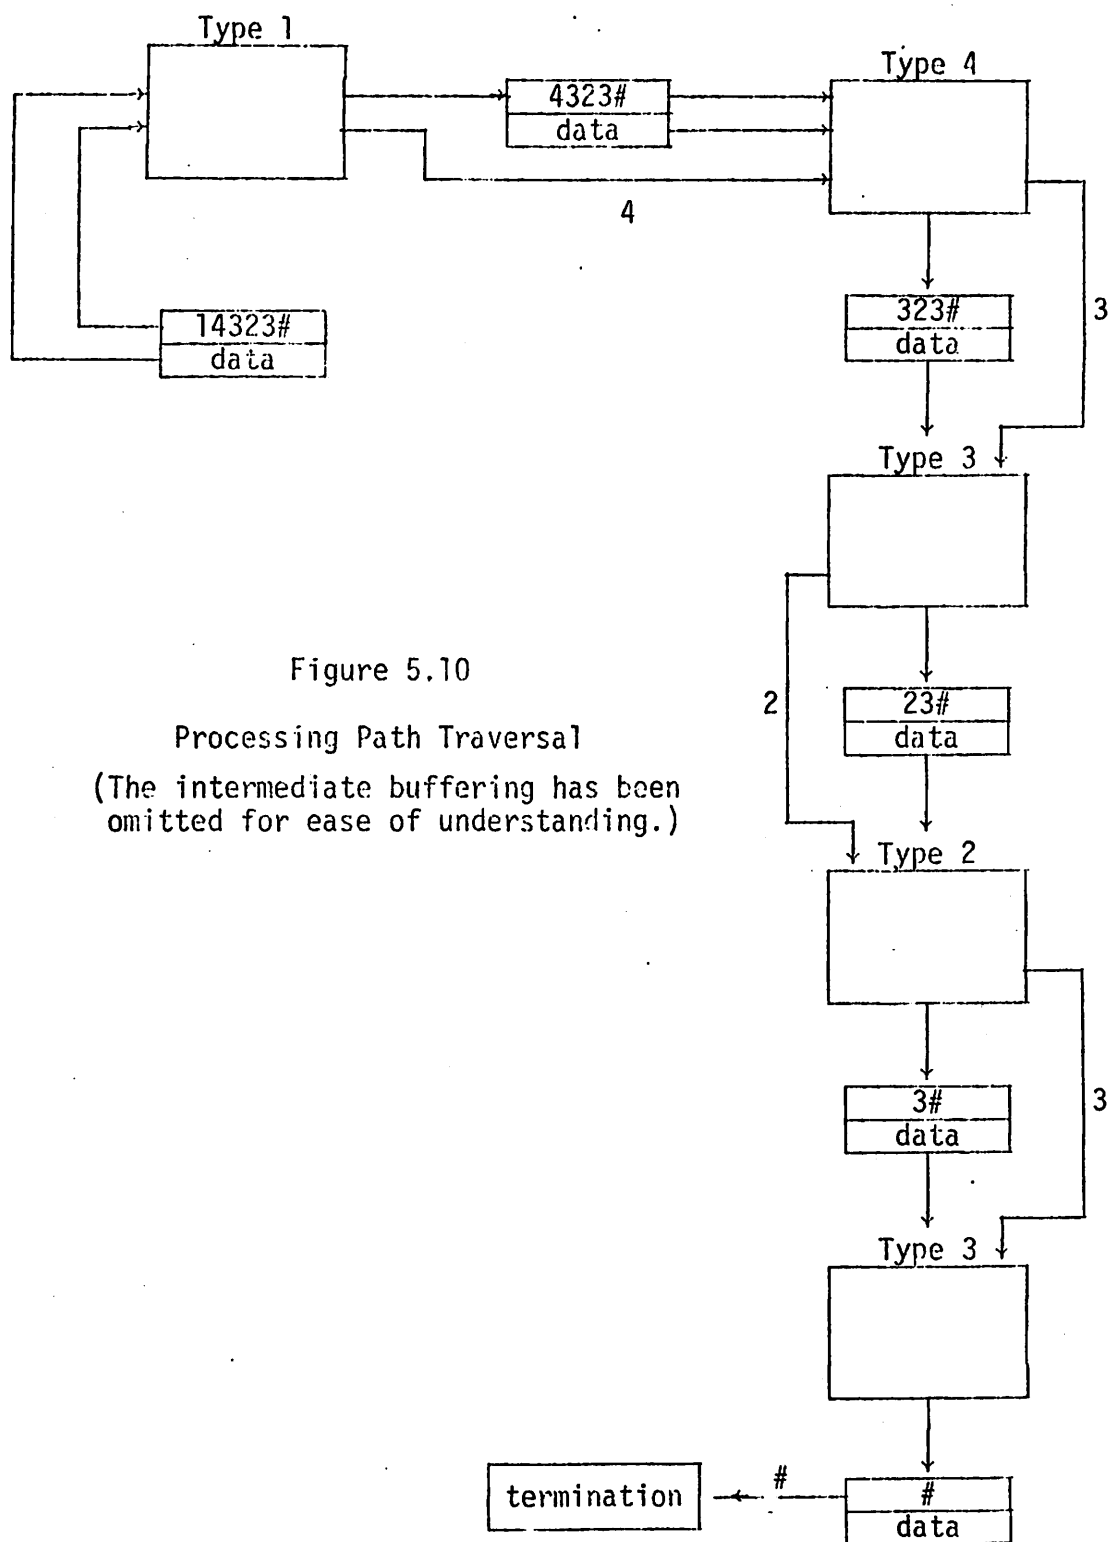 Type 1
Type 4
4323#
data
4
14323#
data
323#
data
3
Type 3
2
23#
data
Figure 5.10
Processing Path Traversal
(The intermediate buffering has been
omitted for ease of understanding.)
Type 2
3#
data
3
Type 3
termination
#
#
data